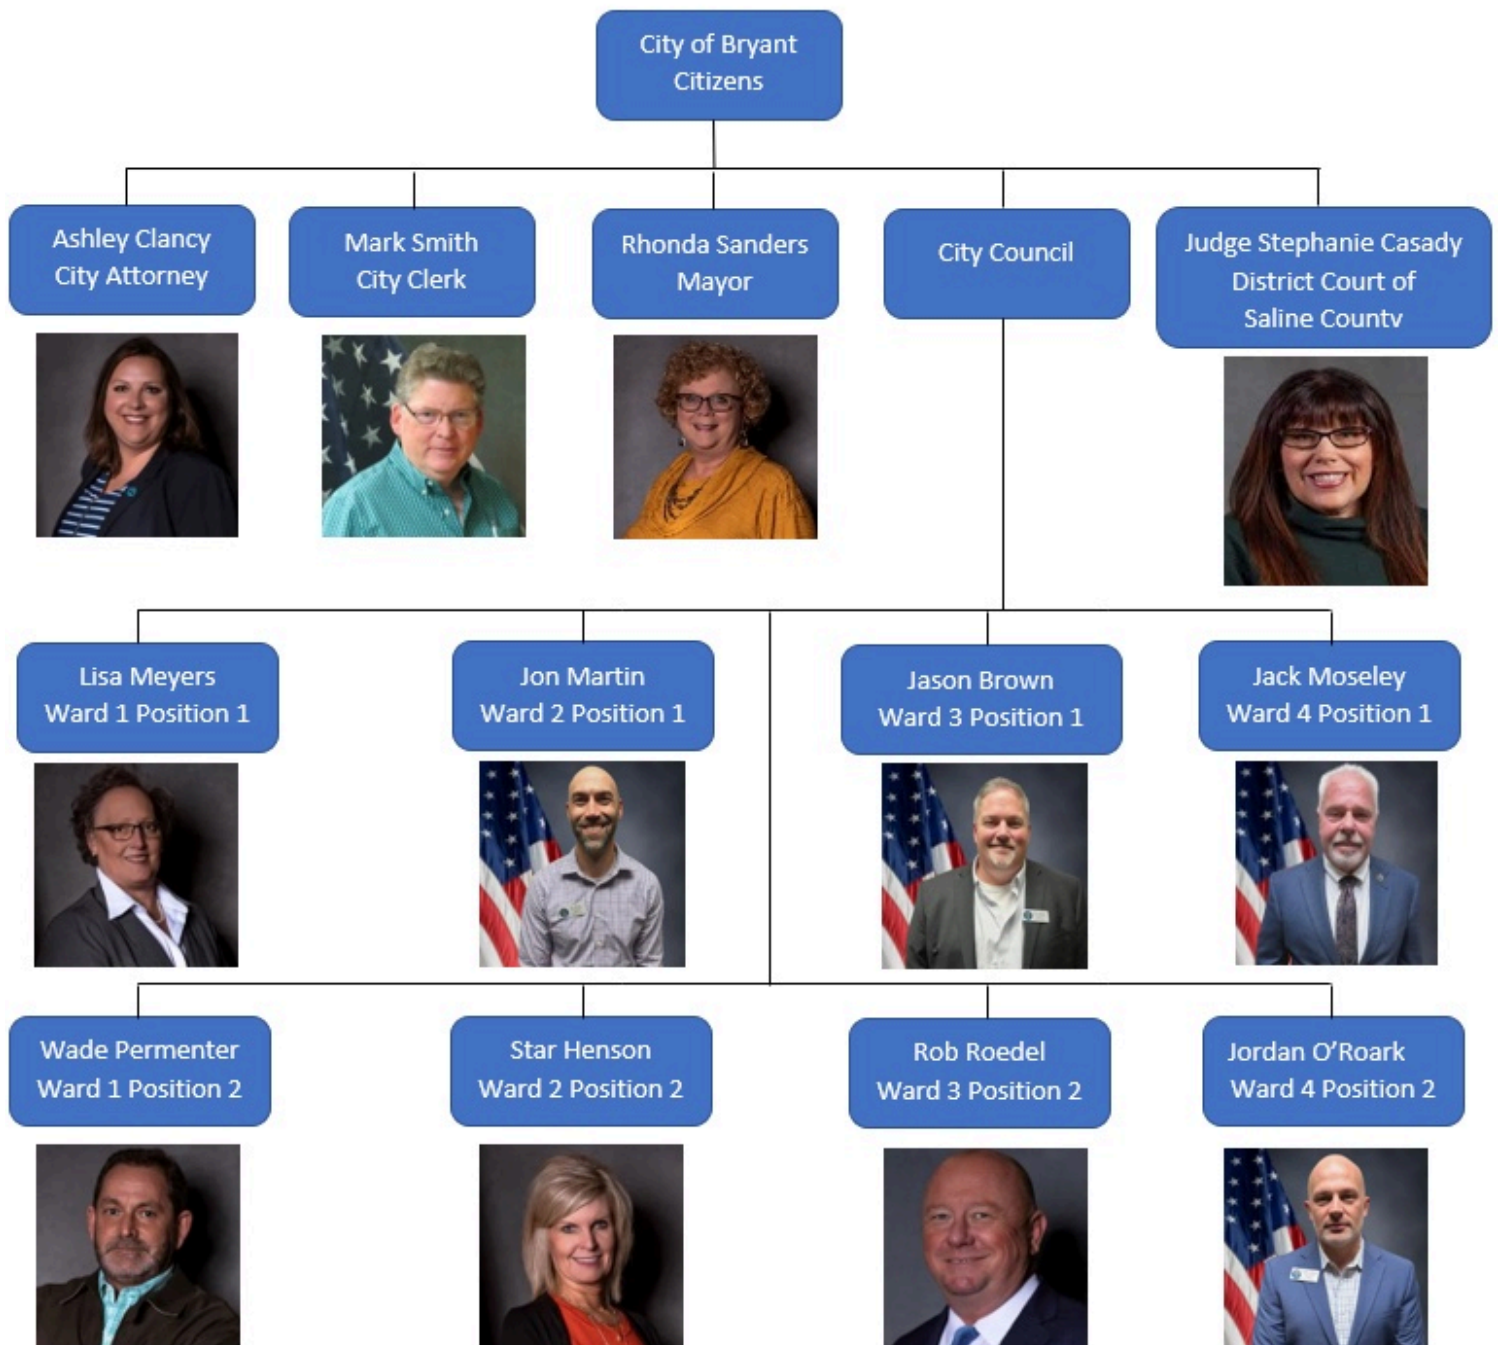 City of Bryant
Citizens
Ashley Clancy
City Attorney
Mark Smith
City Clerk
Rhonda Sanders
Mayor
City Council
Judge Stephanie Casady
District Court of
Saline County
Lisa Meyers
Ward 1 Position 1
Jon Martin
Ward 2 Position 1
Jason Brown
Ward 3 Position 1
Jack Moseley
Ward 4 Position 1
Wade Permenter
Ward 1 Position 2
Star Henson
Ward 2 Position 2
Rob Roedel
Ward 3 Position 2
Jordan O’Roark
Ward 4 Position 2